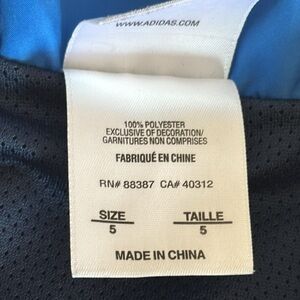 WWW.ADIDAS.COM
100% POLYESTER
EXCLUSIVE OF DECORATION/
GARNITURES NON COMPRISES
FABRIQUÉ EN CHINE
RN# 88387 CA# 40312
SIZE TAILLE
5 5
MADE IN CHINA